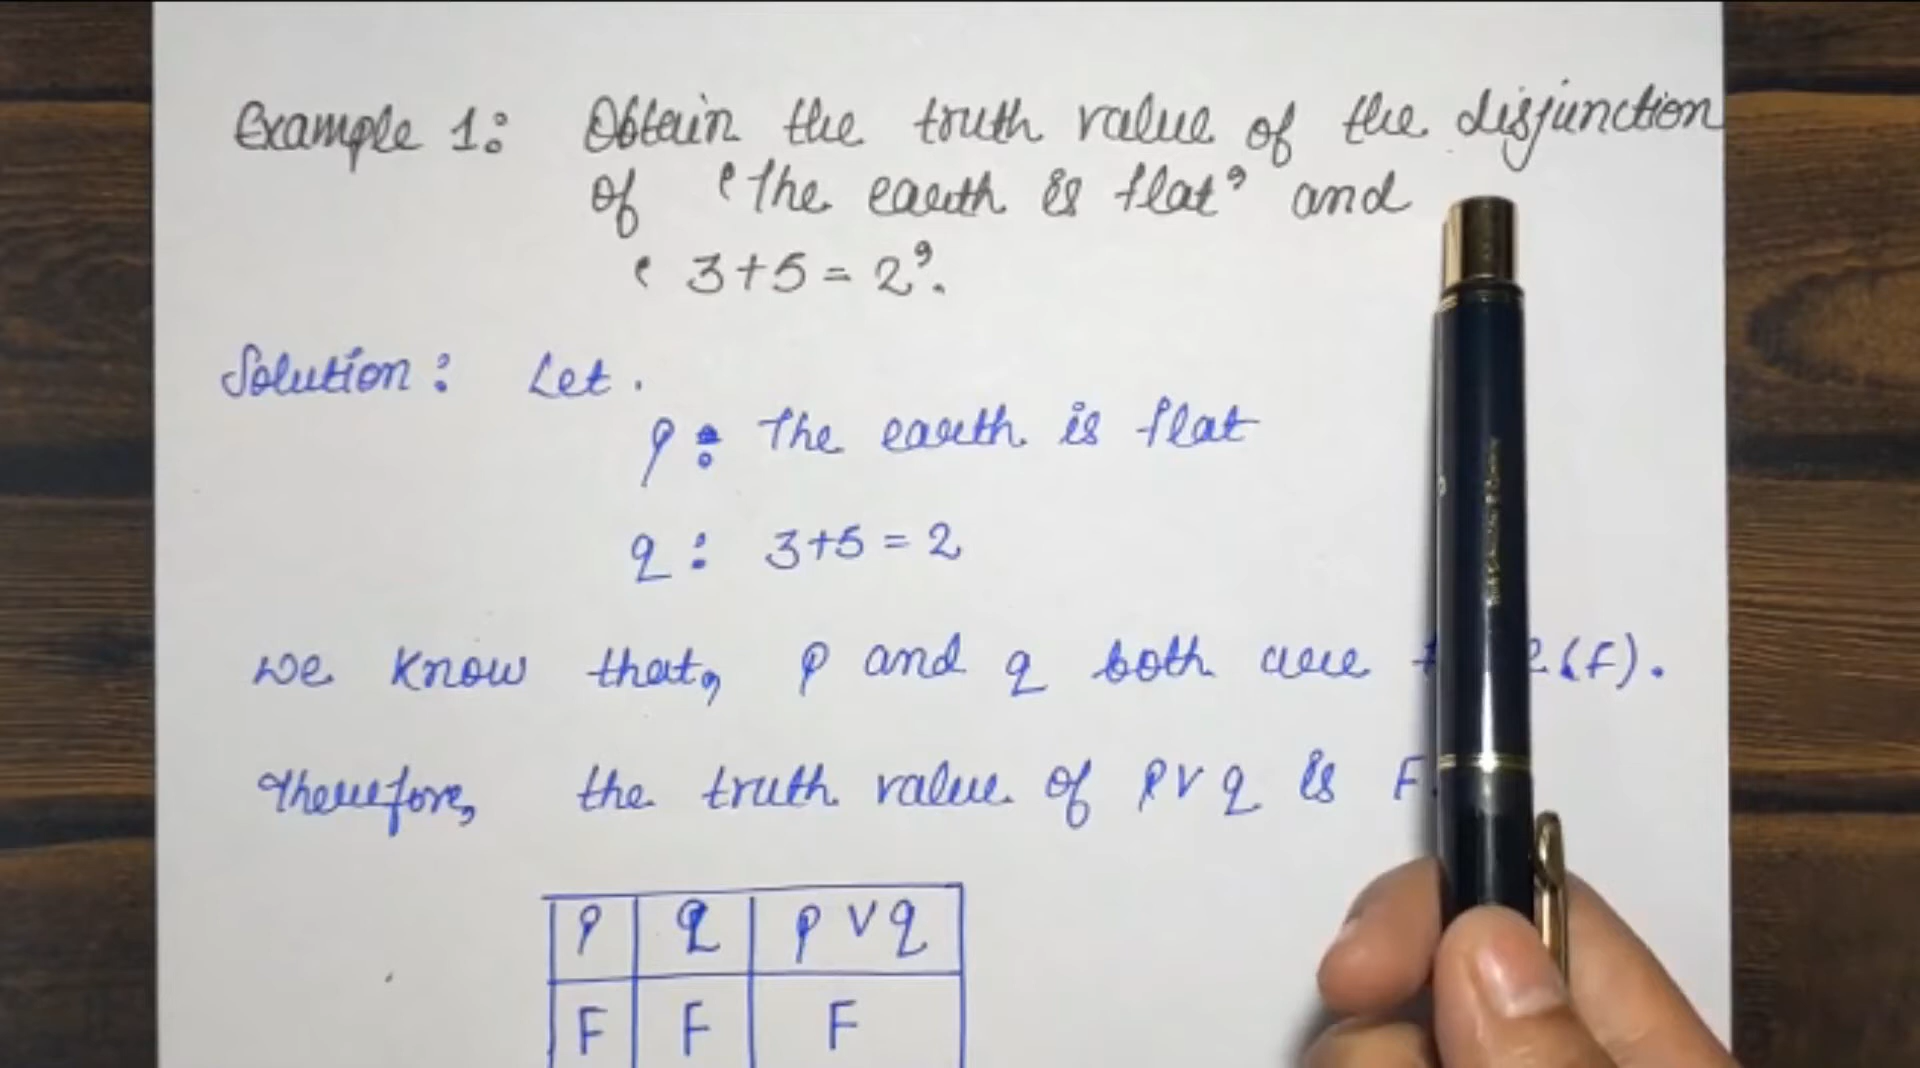 Example 1: Obtain the truth value of the disjunction
of 'The earth is flat' and
'3+5=2'.
Solution: Let.
p: The earth is flat
q: 3+5=2
We know that, p and q both are (F).
Therefore, the truth value of p∨q is F.
p q p∨q
F F F